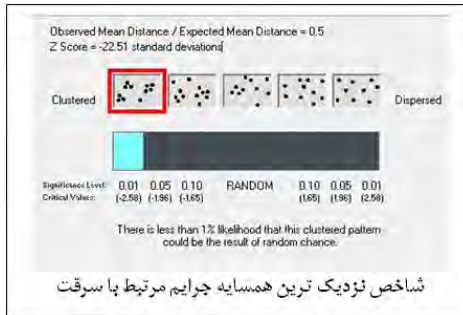 Observed Mean Distance / Expected Mean Distance = 0.5
Z Score = -22.51 standard deviations
Clustered Dispersed
Significance Level: 0.01 0.05 0.10 RANDOM 0.10 0.05 0.01
Critical Values: (-2.58) (-1.96) (-1.65) (1.65) (1.96) (2.58)
There is less than 1% likelihood that this clustered pattern
could be the result of random chance.
شاخص نزدیک ترین همسایه جرایم مرتبط با سرقت